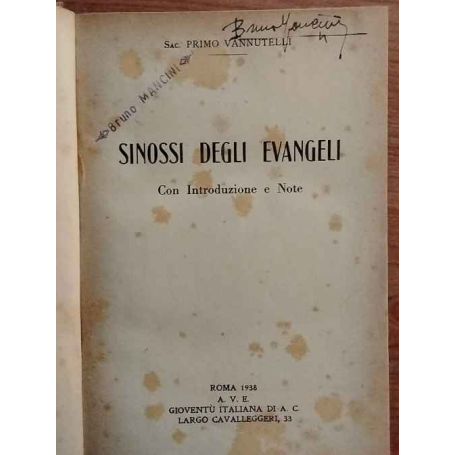 Bruno Mancini
SAC. PRIMO VANNUTELLI
BRUNO MANCINI
SINOSSI DEGLI EVANGELI
Con Introduzione e Note
ROMA 1938
A. V. E.
GIOVENTÙ ITALIANA DI A. C.
LARGO CAVALLEGGERI, 33